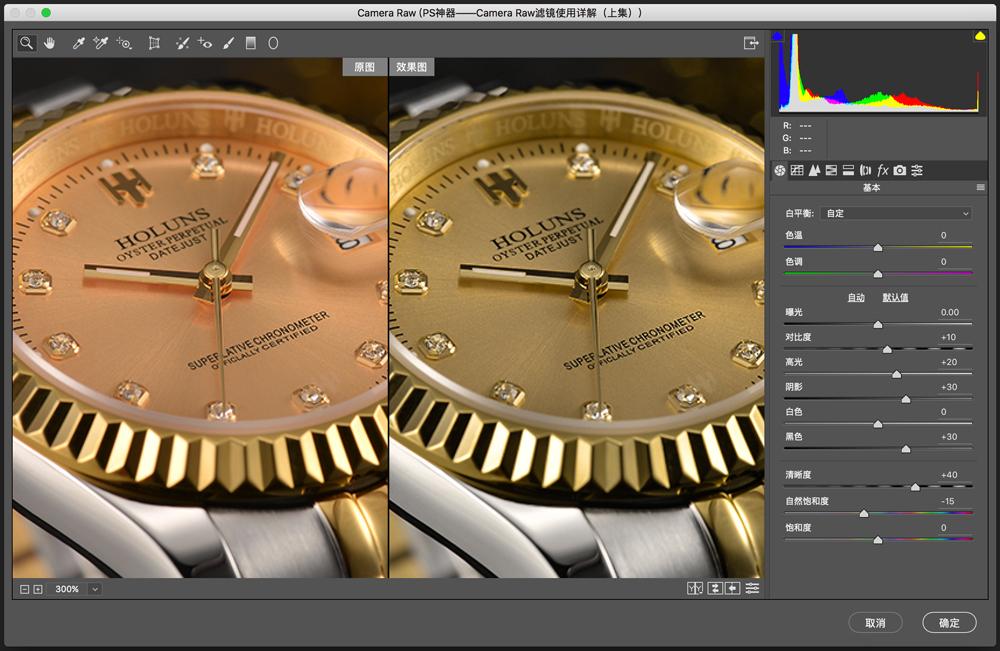 Camera Raw (PS神器——Camera Raw滤镜使用详解（上集）)
原图
效果图
HOLUNS
HOLUNS
HOLUNS
OYSTER PERPETUAL
DATEJUST
SUPERLATIVE CHRONOMETER
OFFICIALLY CERTIFIED
HOLUNS
HOLUNS
HOLUNS
OYSTER PERPETUAL
DATEJUST
SUPERLATIVE CHRONOMETER
OFFICIALLY CERTIFIED
R: ---
G: ---
B: ---
fx
基本
白平衡: 自定
色温 0
色调 0
自动 默认值
曝光 0.00
对比度 +10
高光 +20
阴影 +30
白色 0
黑色 +30
清晰度 +40
自然饱和度 -15
饱和度 0
300%
Y Y
取消 确定